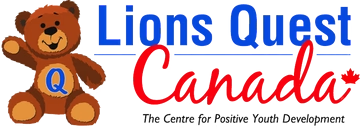 Lions Quest
Q
Canada
The Centre for Positive Youth Development